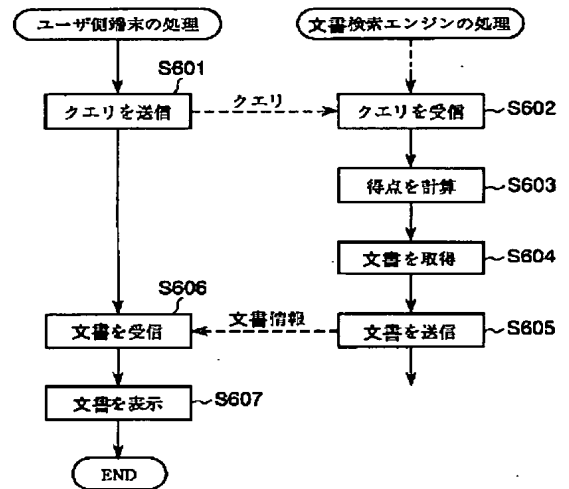 ユーザ側端末の処理
文書検索エンジンの処理
S601
クエリを送信
クエリ
クエリを受信
S602
得点を計算
S603
文書を取得
S604
S606
文書を受信
文書情報
文書を送信
S605
文書を表示
S607
END